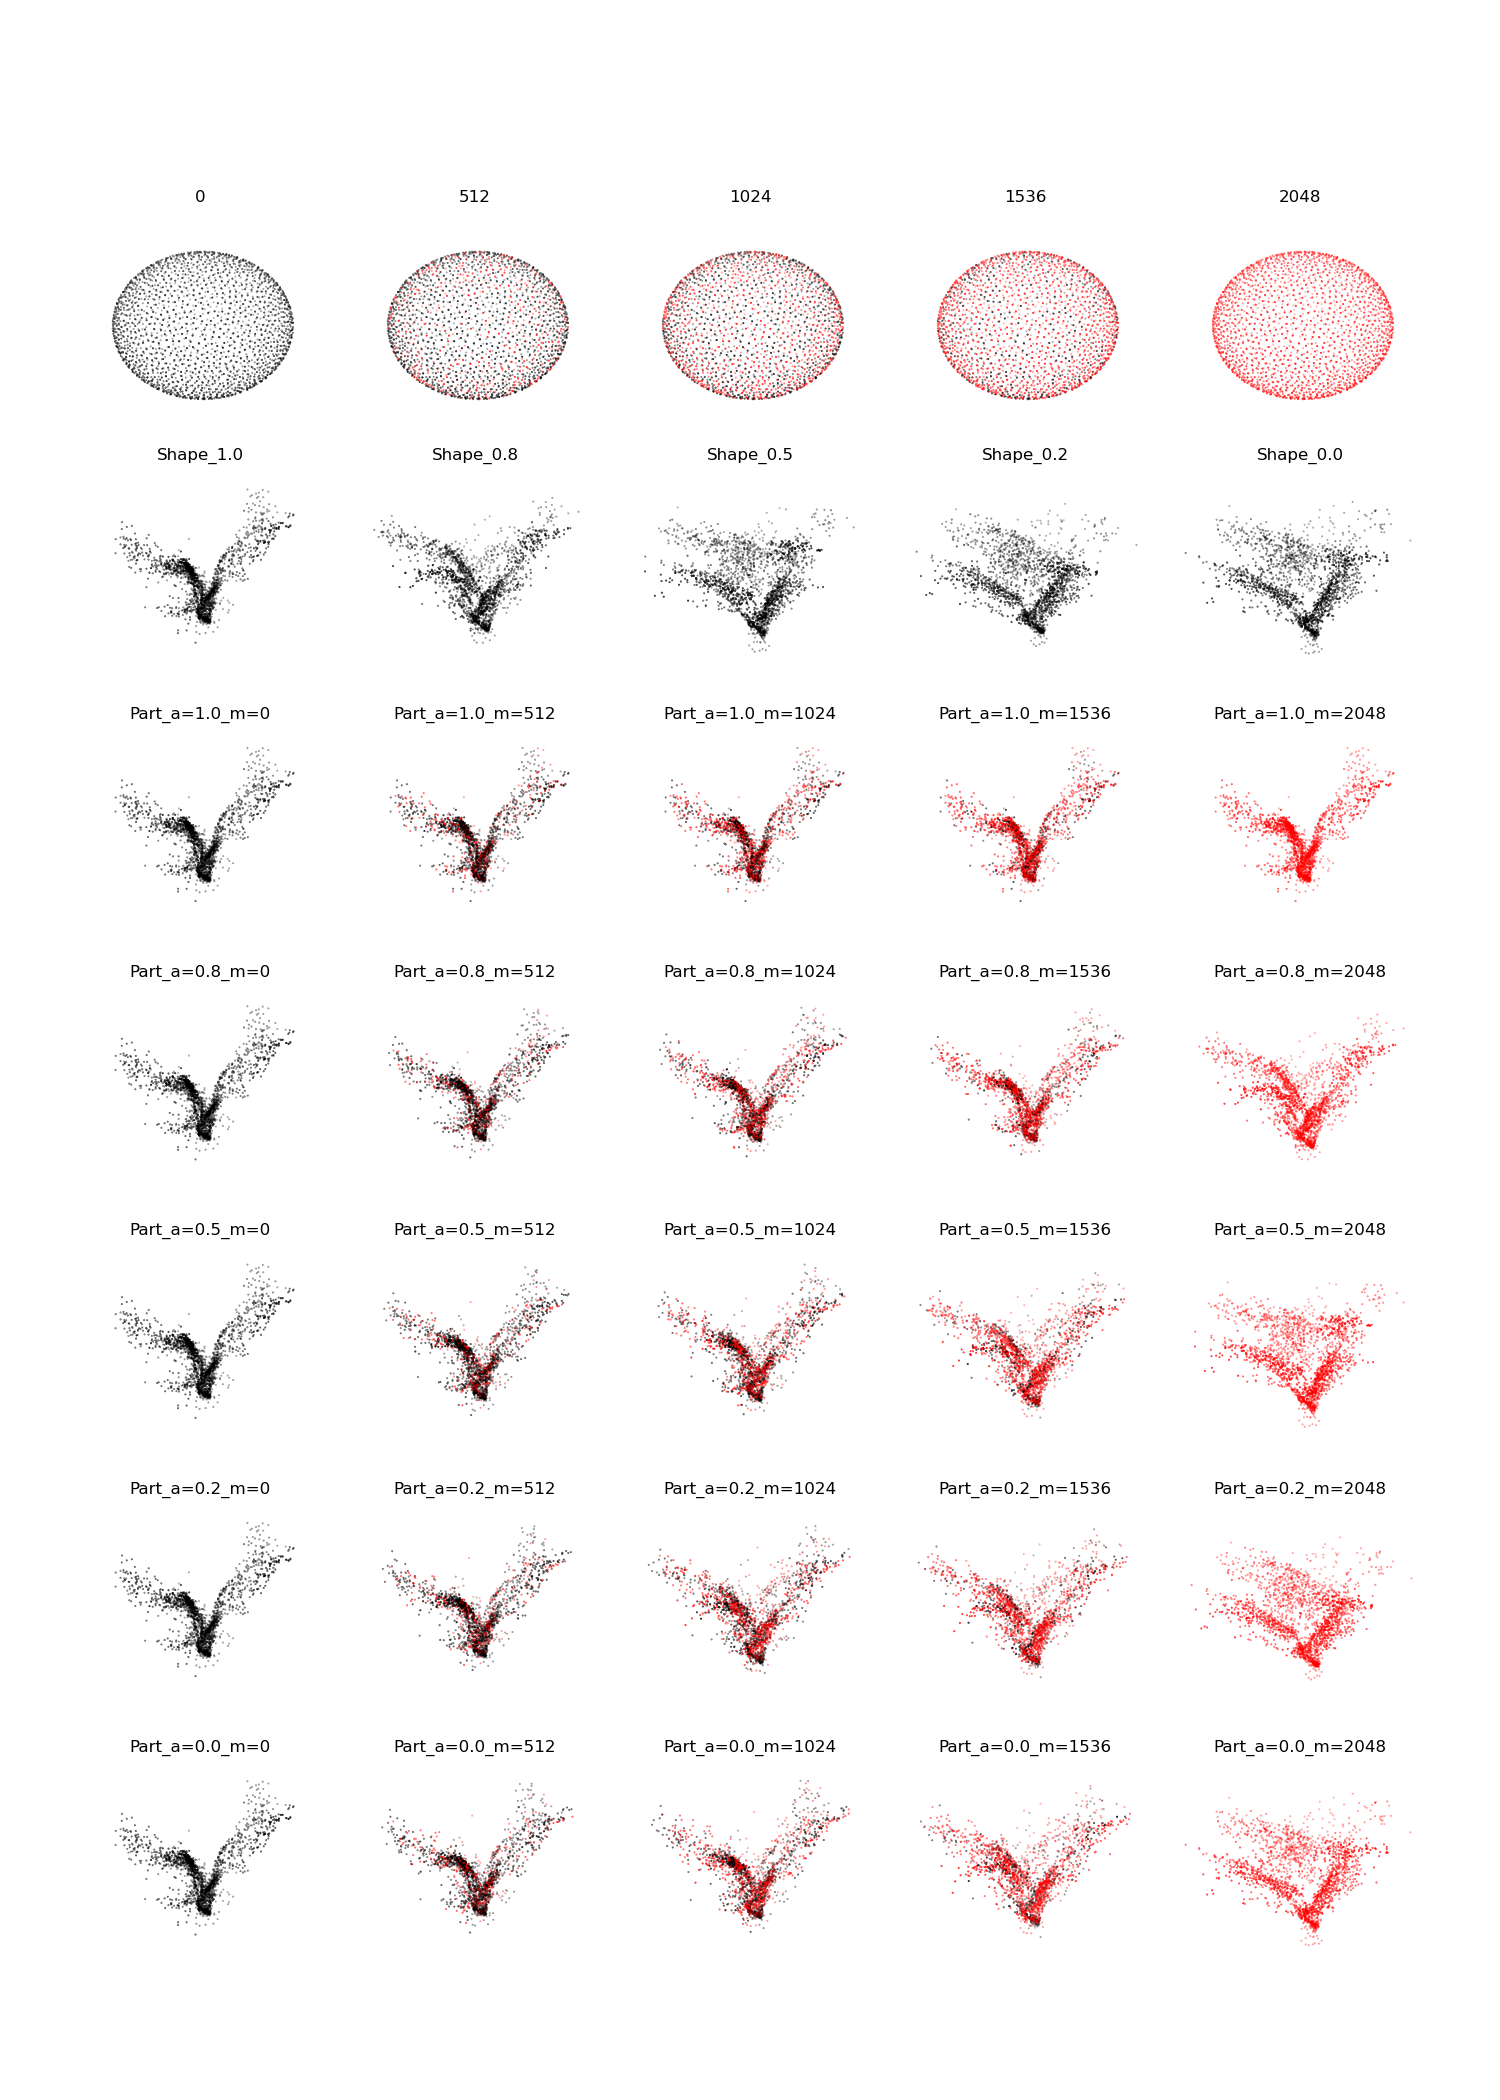 0 512 1024 1536 2048
Shape_1.0 Shape_0.8 Shape_0.5 Shape_0.2 Shape_0.0
Part_a=1.0_m=0 Part_a=1.0_m=512 Part_a=1.0_m=1024 Part_a=1.0_m=1536 Part_a=1.0_m=2048
Part_a=0.8_m=0 Part_a=0.8_m=512 Part_a=0.8_m=1024 Part_a=0.8_m=1536 Part_a=0.8_m=2048
Part_a=0.5_m=0 Part_a=0.5_m=512 Part_a=0.5_m=1024 Part_a=0.5_m=1536 Part_a=0.5_m=2048
Part_a=0.2_m=0 Part_a=0.2_m=512 Part_a=0.2_m=1024 Part_a=0.2_m=1536 Part_a=0.2_m=2048
Part_a=0.0_m=0 Part_a=0.0_m=512 Part_a=0.0_m=1024 Part_a=0.0_m=1536 Part_a=0.0_m=2048